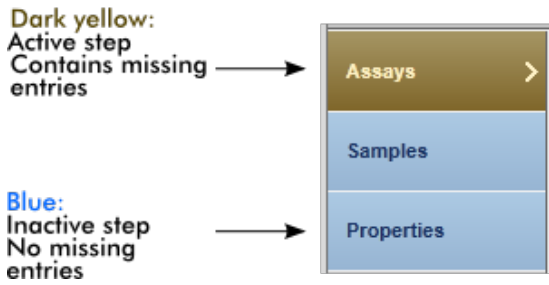 Dark yellow:
Active step
Contains missing
entries
Assays
Samples
Blue:
Inactive step
No missing
entries
Properties